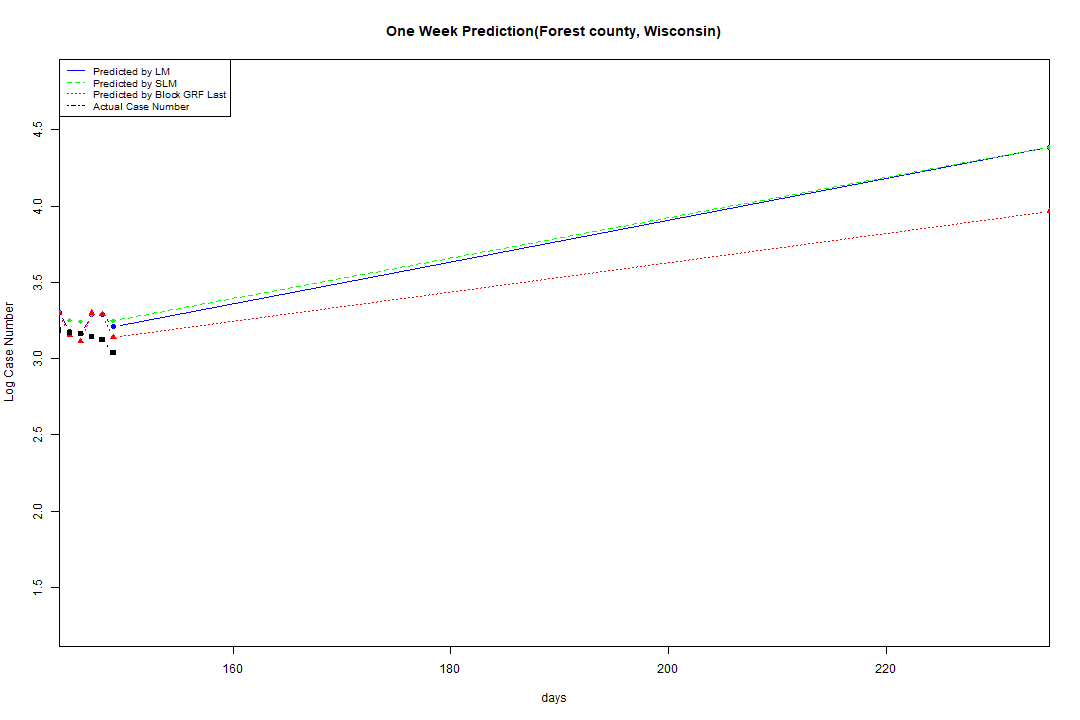 One Week Prediction(Forest county, Wisconsin)
Predicted by LM
Predicted by SLM
Predicted by Block GRF Last
Actual Case Number
4.5
4.0
3.5
3.0
2.5
2.0
1.5
Log Case Number
160 180 200 220
days